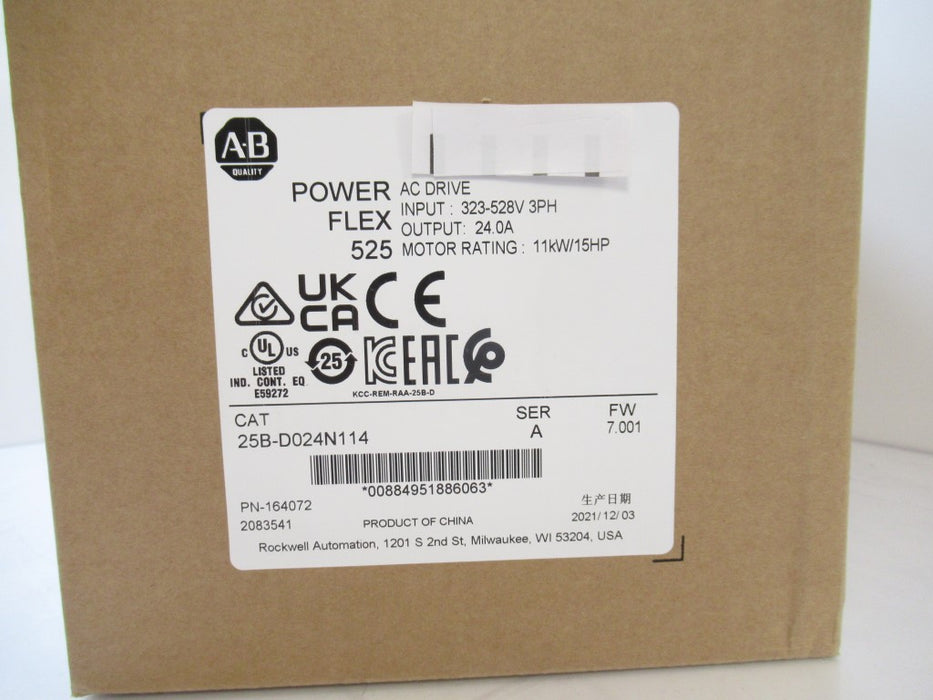 A·B
QUALITY
POWER
FLEX
525
AC DRIVE
INPUT : 323-528V 3PH
OUTPUT: 24.0A
MOTOR RATING : 11kW/15HP
UK
CA
CE
C UL US
LISTED
IND. CONT. EQ.
E59272
25
KC
EAC
KCC-REM-RAA-25B-D
CAT
25B-D024N114
SER
A
FW
7.001
*00884951886063*
PN-164072
2083541
PRODUCT OF CHINA
生产日期
2021/12/03
Rockwell Automation, 1201 S 2nd St, Milwaukee, WI 53204, USA